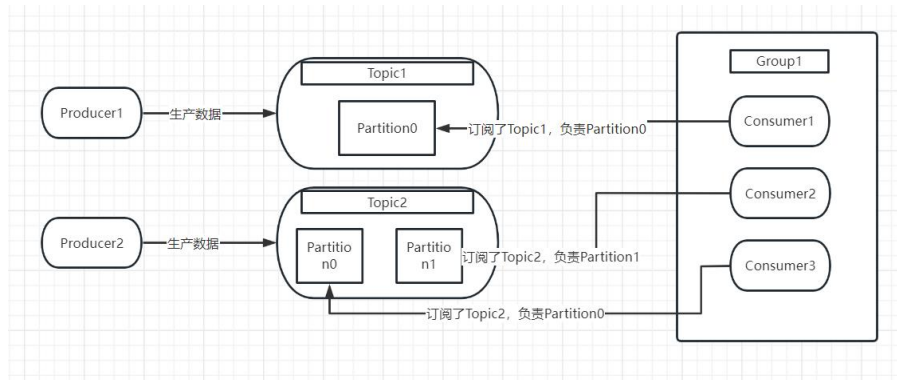 Topic1
Group1
Producer1
生产数据
Partition0
订阅了Topic1，负责Partition0
Consumer1
Topic2
Consumer2
Producer2
生产数据
Partitio
n0
Partitio
n1
订阅了Topic2，负责Partition1
Consumer3
订阅了Topic2，负责Partition0